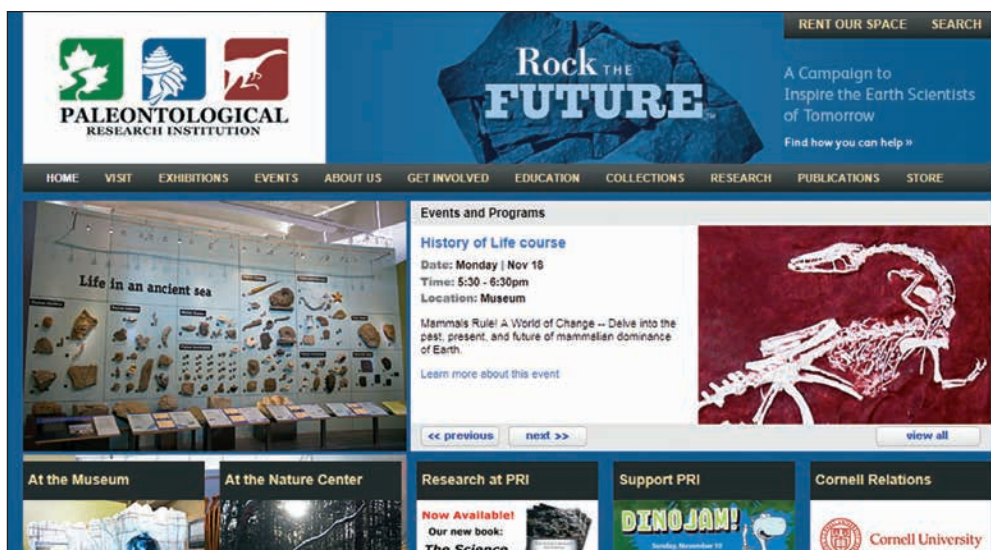 RENT OUR SPACE SEARCH
PALEONTOLOGICAL
RESEARCH INSTITUTION
Rock THE
FUTURE
A Campaign to
Inspire the Earth Scientists
of Tomorrow
Find how you can help »
HOME VISIT EXHIBITIONS EVENTS ABOUT US GET INVOLVED EDUCATION COLLECTIONS RESEARCH PUBLICATIONS STORE
Life in an ancient sea
Events and Programs
History of Life course
Date: Monday | Nov 18
Time: 5:30 - 6:30pm
Location: Museum
Mammals Rule! A World of Change -- Delve into the
past, present, and future of mammalian dominance
of Earth.
Learn more about this event
<< previous next >> view all
At the Museum
At the Nature Center
Research at PRI
Now Available!
Our new book:
The Science
Support PRI
DINOJAM!
Sunday, November 10
Cornell Relations
Cornell University